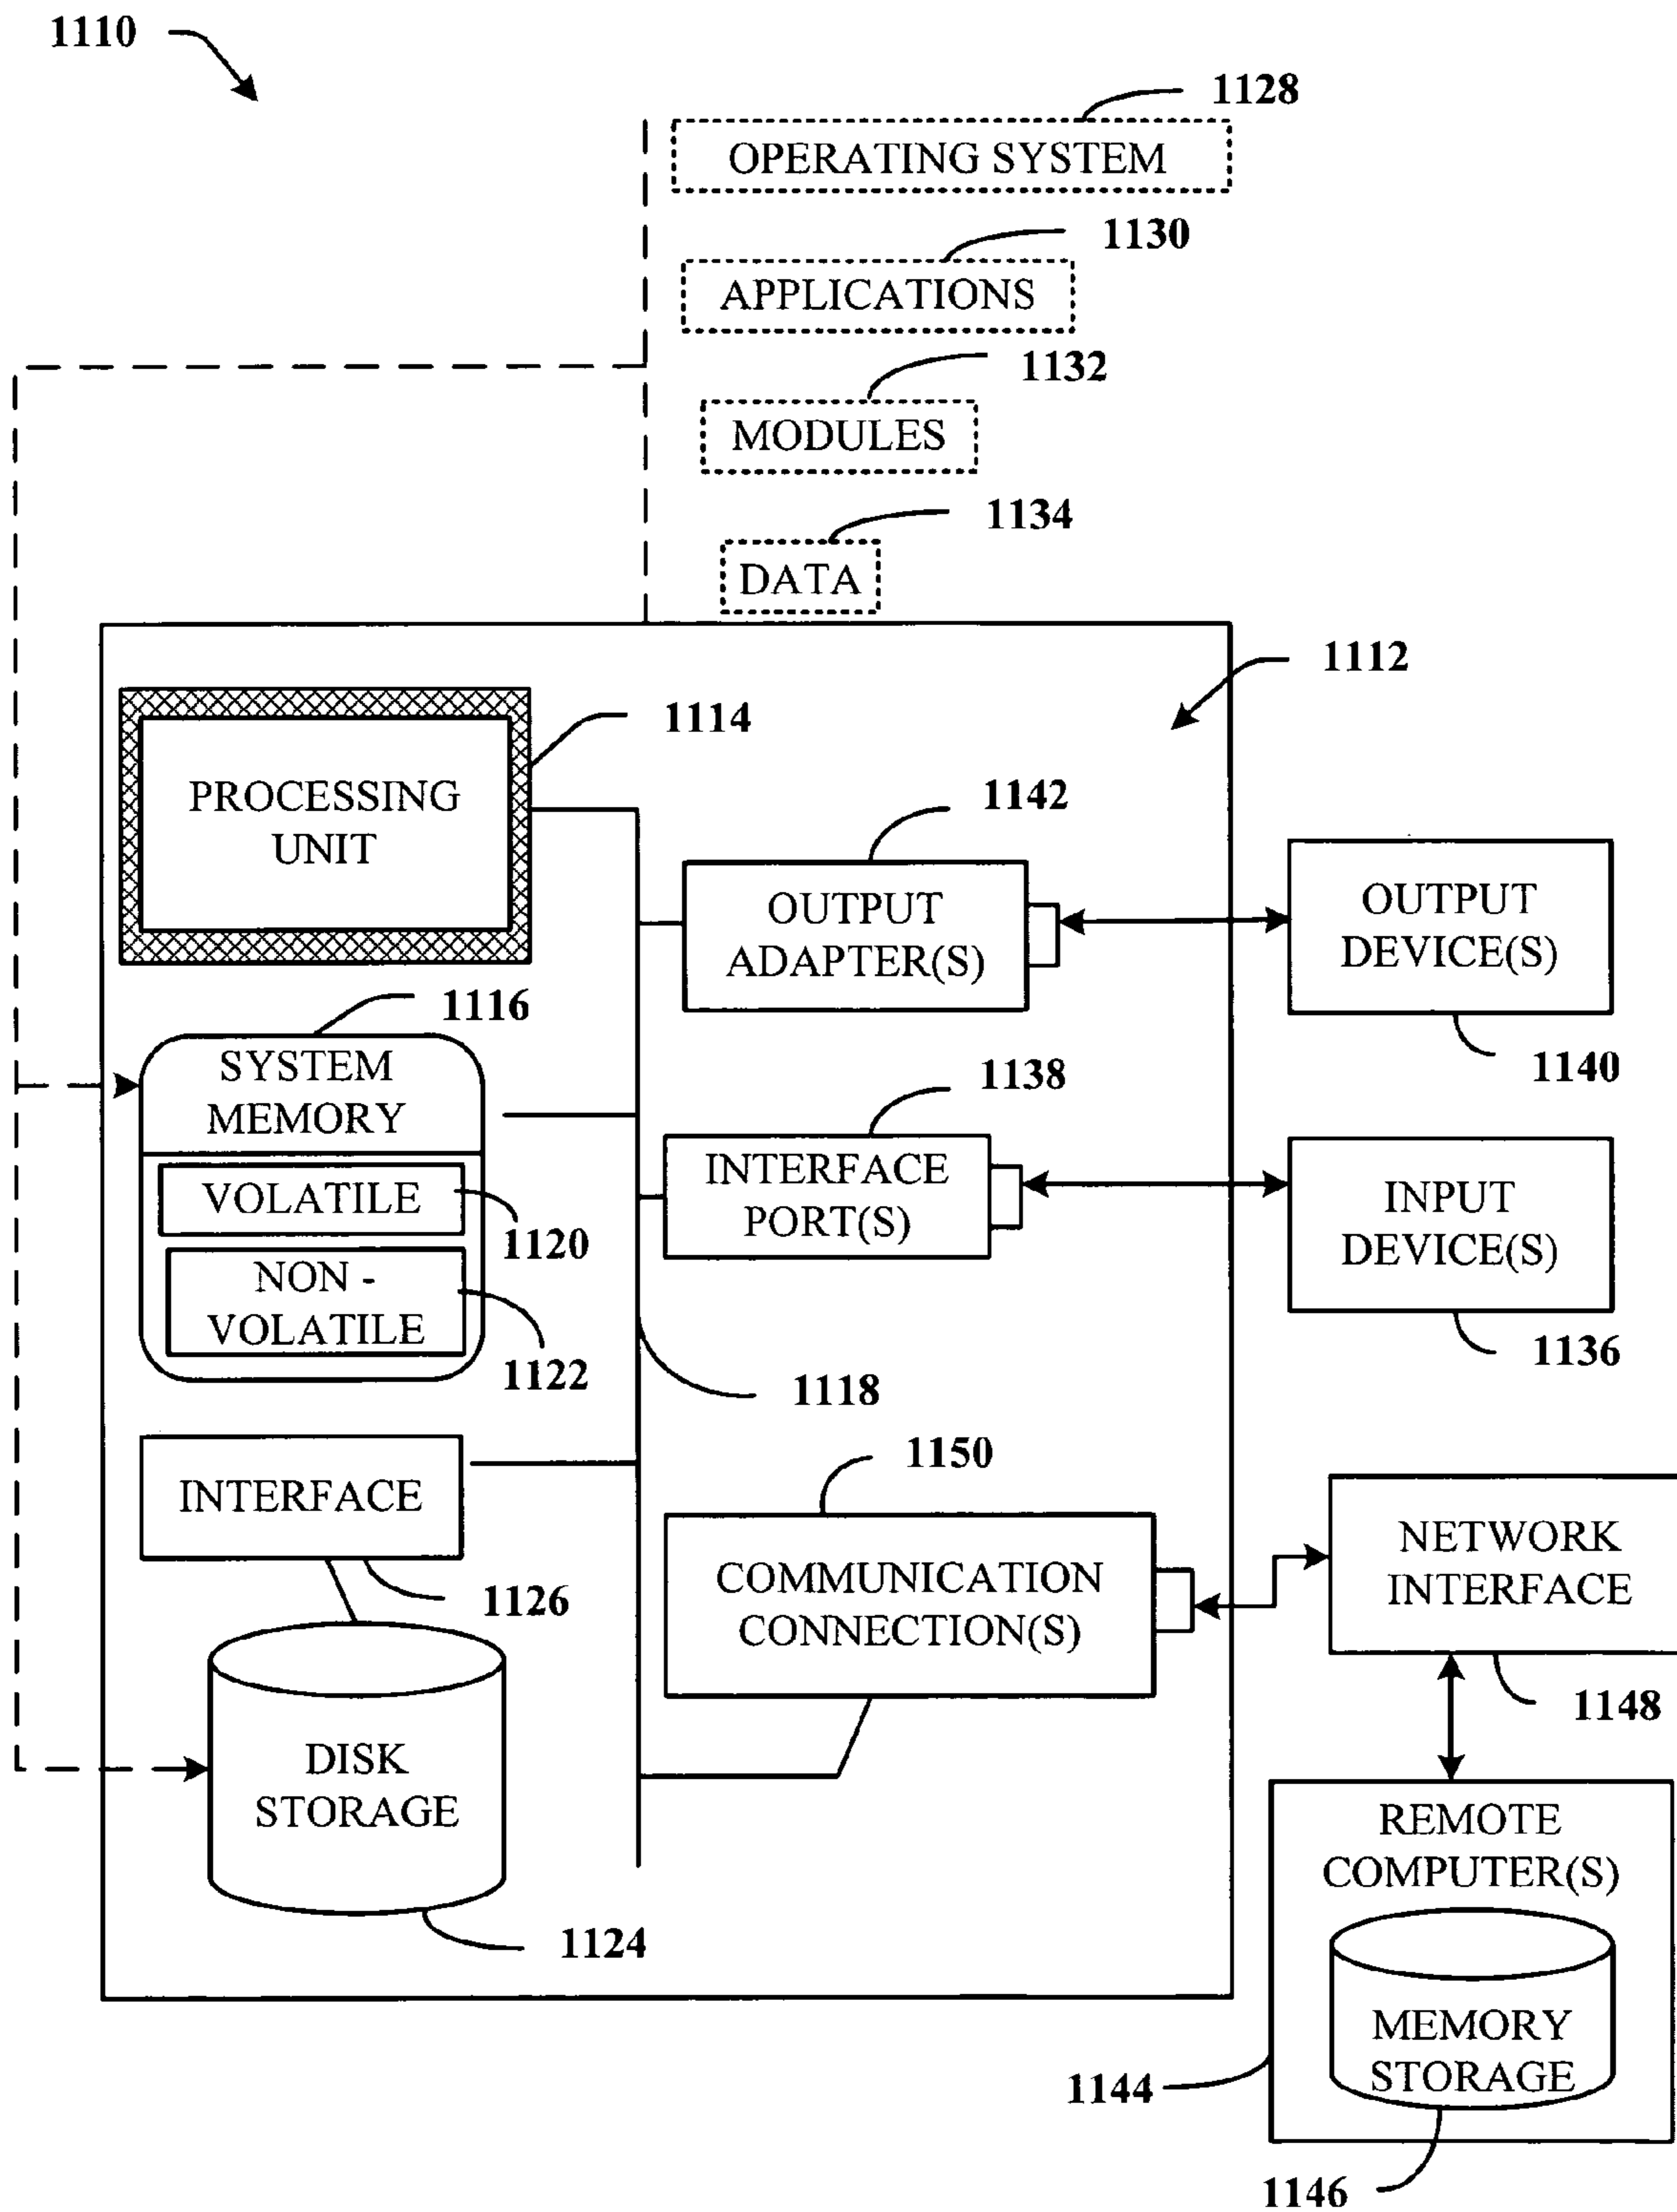 1110
1128
OPERATING SYSTEM
1130
APPLICATIONS
1132
MODULES
1134
DATA
1112
1114
PROCESSING
UNIT
1142
OUTPUT
ADAPTER(S)
OUTPUT
DEVICE(S)
1140
1116
SYSTEM
MEMORY
VOLATILE
1120
NON -
VOLATILE
1122
1138
INTERFACE
PORT(S)
INPUT
DEVICE(S)
1136
1118
INTERFACE
1126
1150
COMMUNICATION
CONNECTION(S)
NETWORK
INTERFACE
1148
DISK
STORAGE
1124
REMOTE
COMPUTER(S)
MEMORY
STORAGE
1144
1146